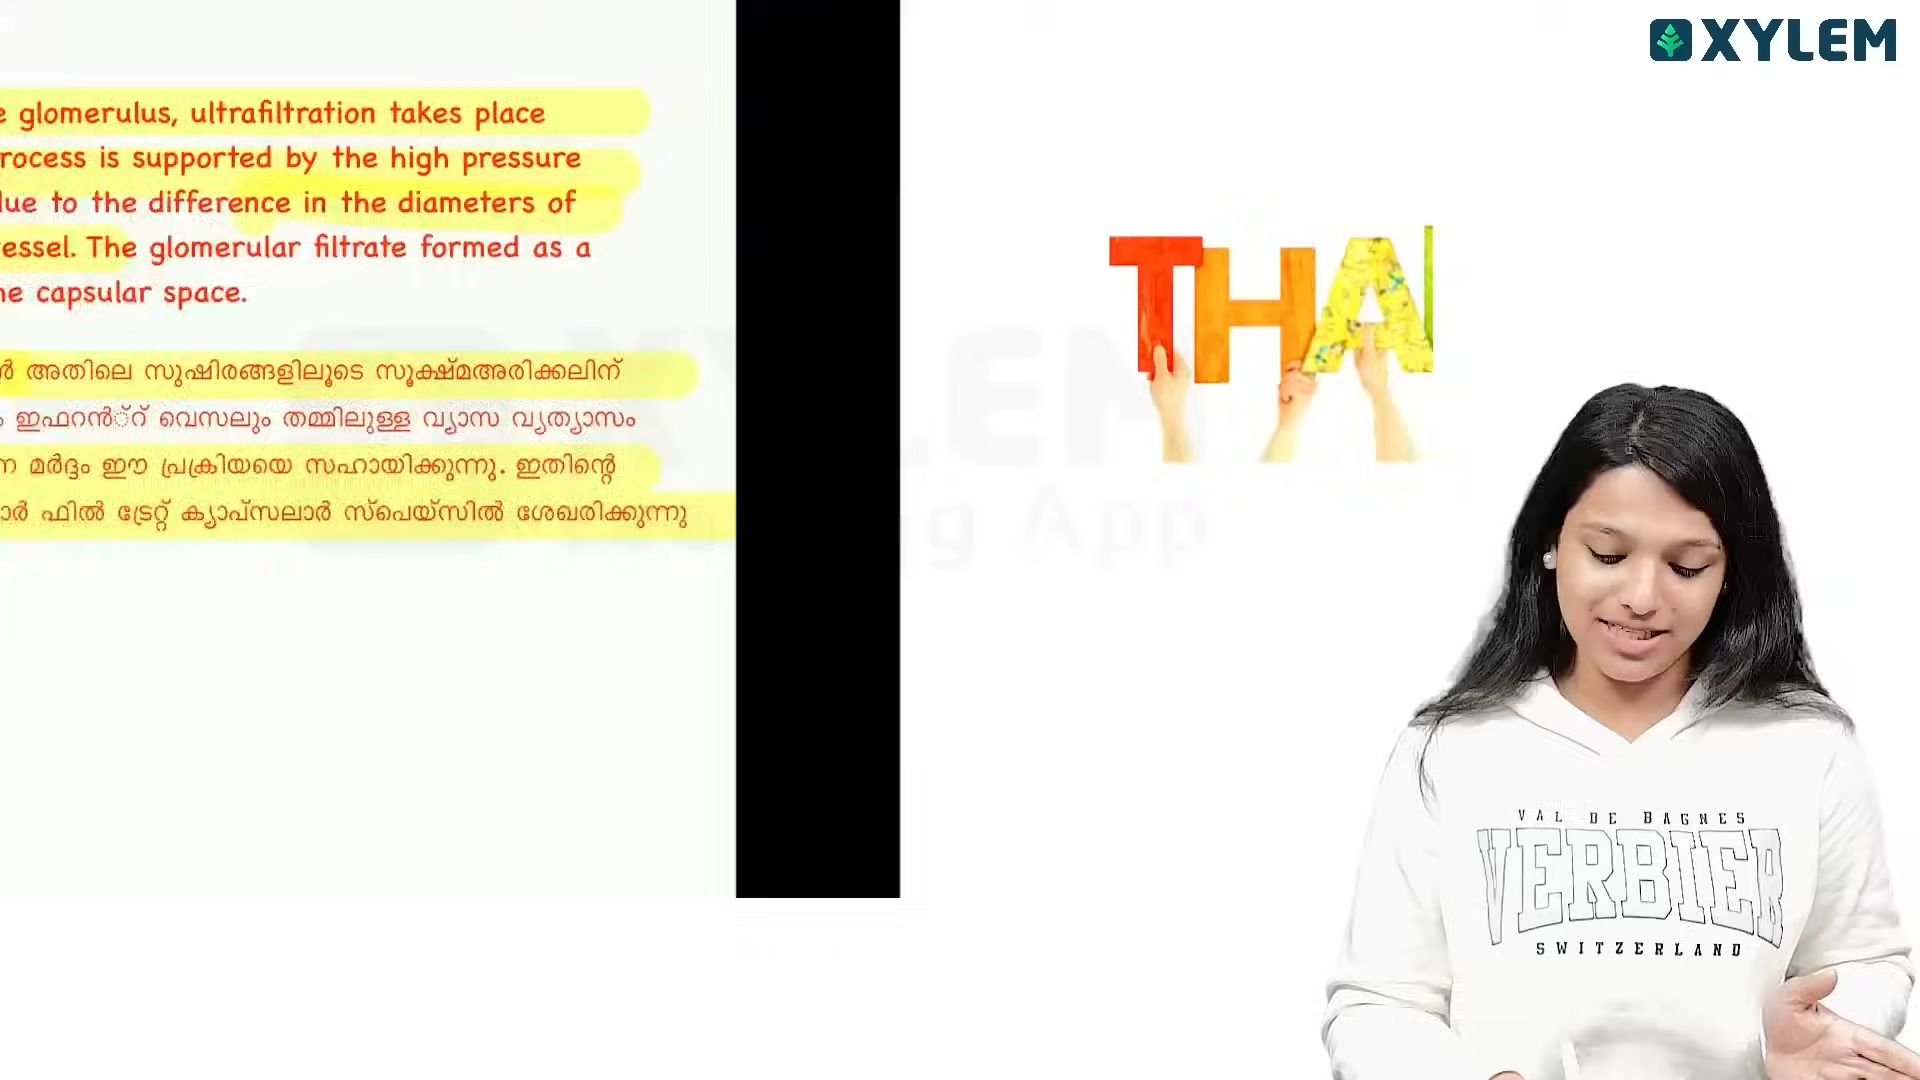 XYLEM
glomerulus, ultrafiltration takes place
rocess is supported by the high pressure
lue to the difference in the diameters of
essel. The glomerular filtrate formed as a
he capsular space.
ൽ അതിലെ സുഷിരങ്ങളിലൂടെ സൂക്ഷ്മഅരിക്കലിന്
ഇഫറൻ്റ് വെസലും തമ്മിലുള്ള വ്യാസ വ്യത്യാസം
ന മർദ്ദം ഈ പ്രക്രിയയെ സഹായിക്കുന്നു. ഇതിന്റെ
ാർ ഫിൽ ട്രേറ്റ് ക്യാപ്സലാർ സ്പെയ്സിൽ ശേഖരിക്കുന്നു
THA
App
VAL DE BAGNES
VERBIER
SWITZERLAND